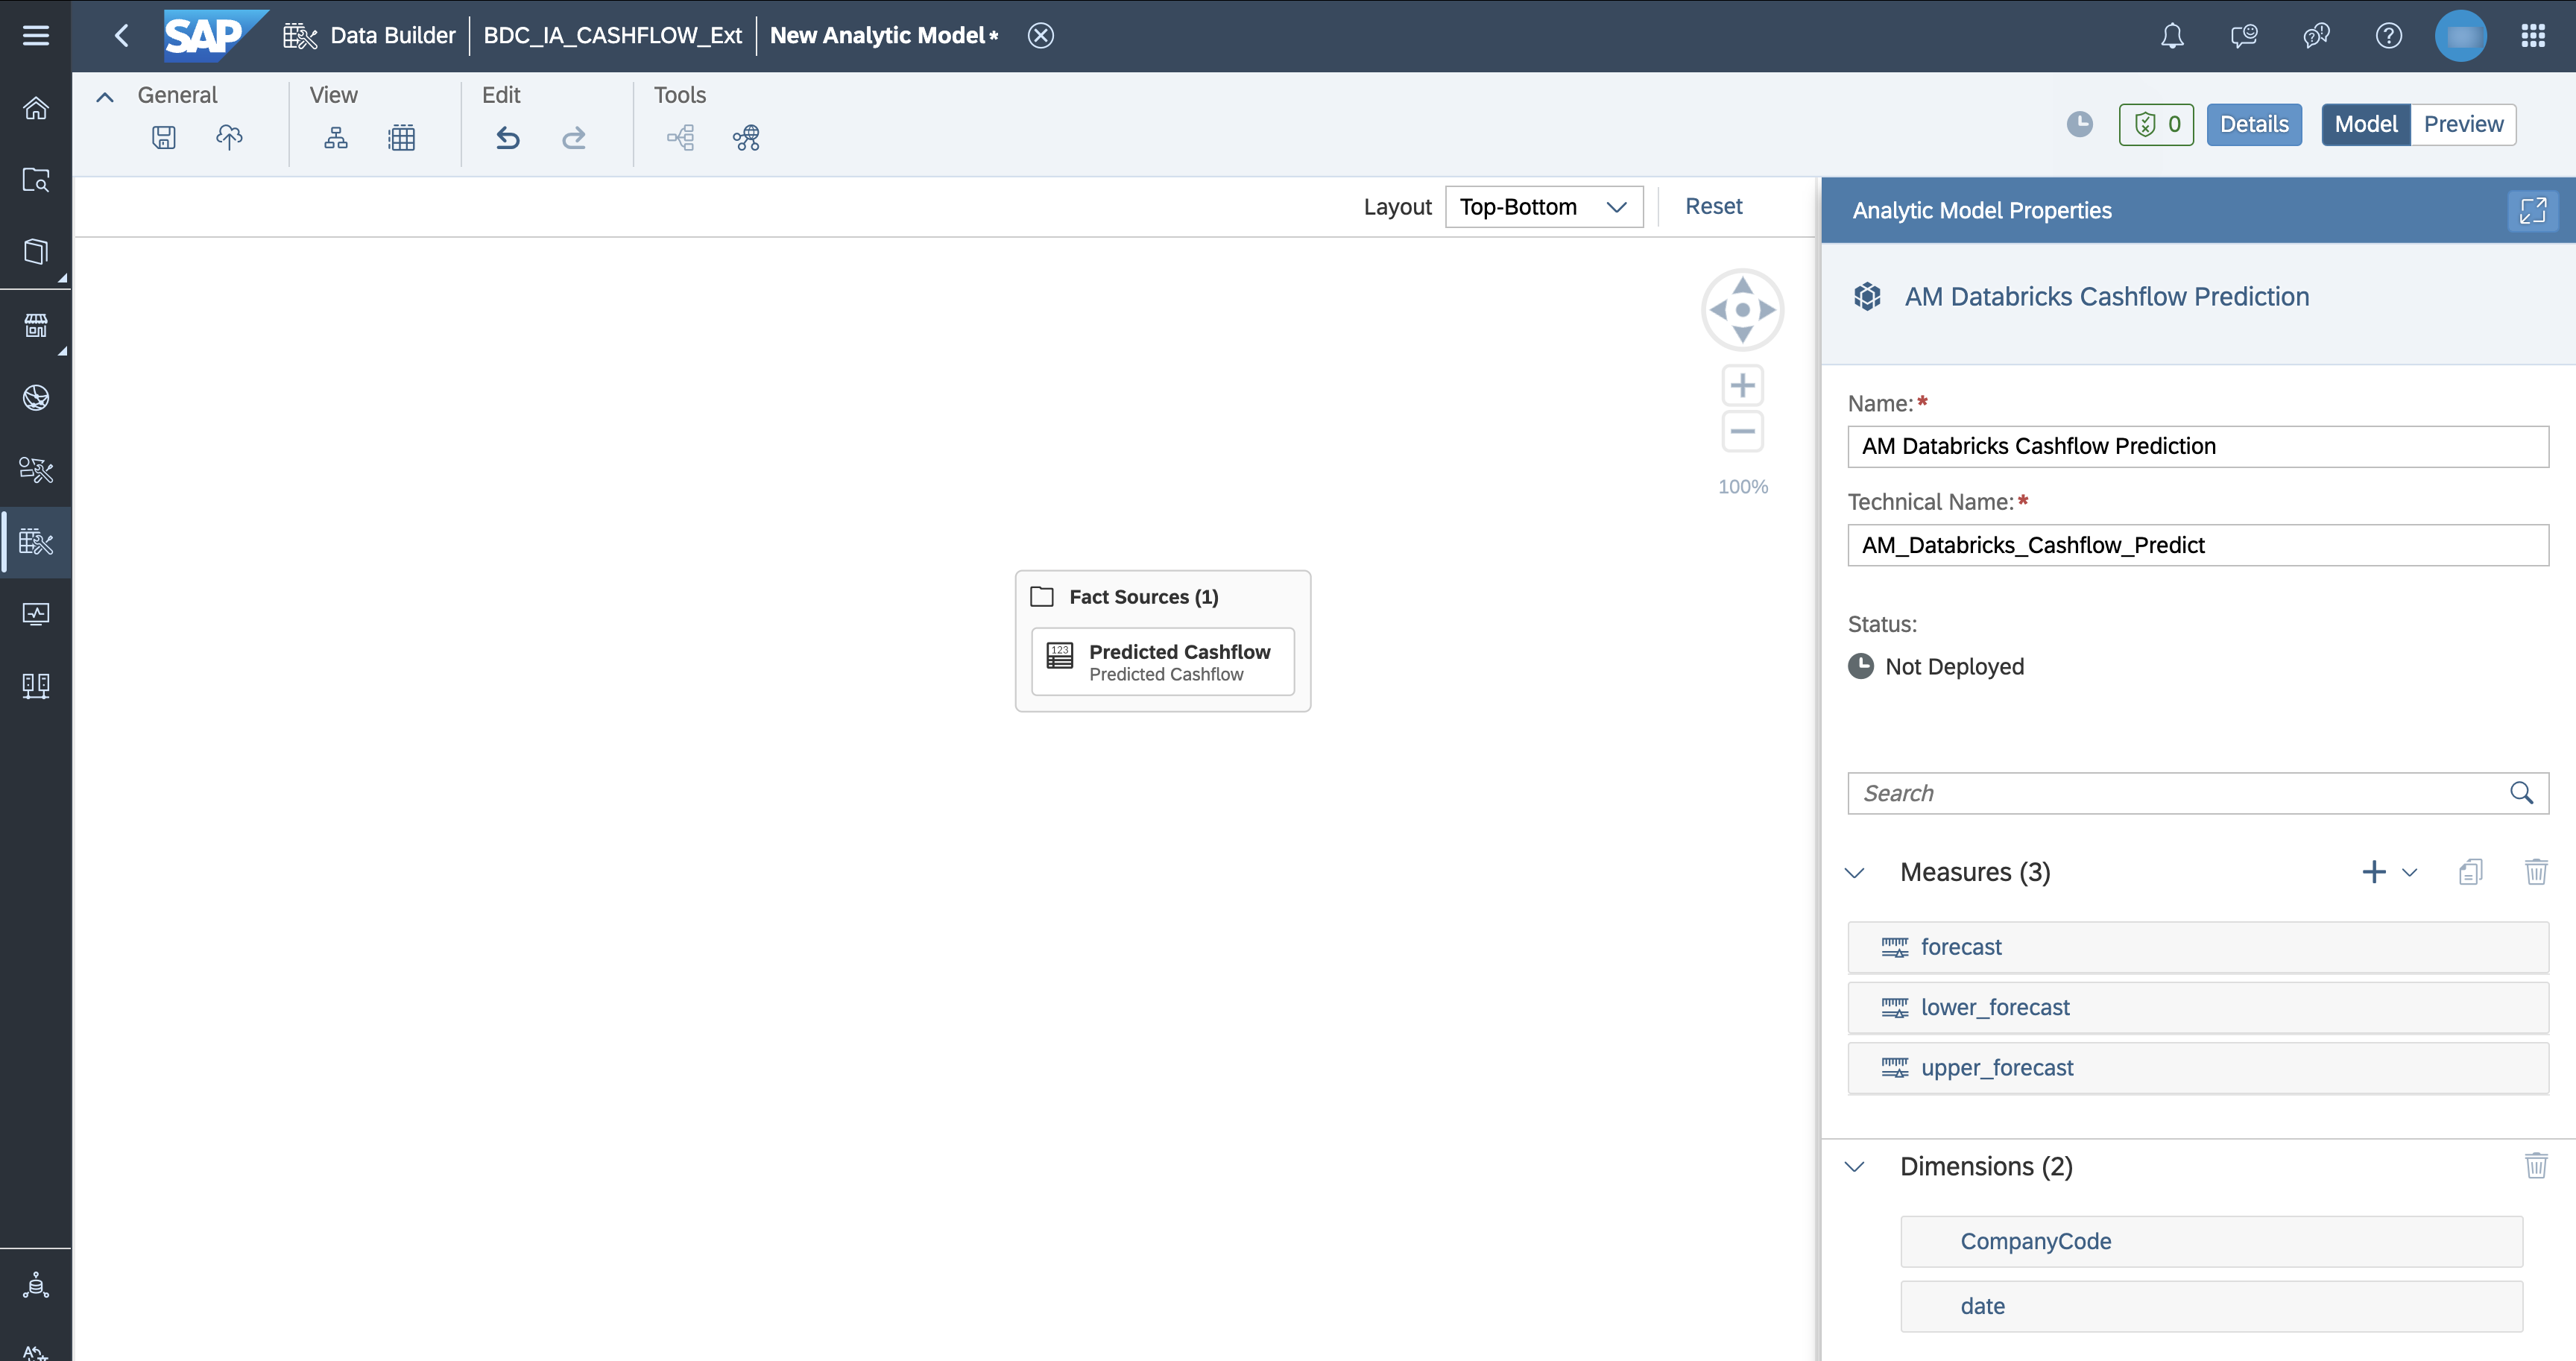 SAP Data Builder BDC_IA_CASHFLOW_Ext New Analytic Model*
General View Edit Tools
0 Details Model Preview
Layout Top-Bottom Reset
Analytic Model Properties
AM Databricks Cashflow Prediction
Name:*
AM Databricks Cashflow Prediction
100%
Technical Name:*
AM_Databricks_Cashflow_Predict
Fact Sources (1)
123
Predicted Cashflow
Predicted Cashflow
Status:
Not Deployed
Search
Measures (3)
forecast
lower_forecast
upper_forecast
Dimensions (2)
CompanyCode
date